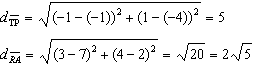 d_{\overline{TP}} = \sqrt{(-1-(-1))^2 + (1-(-4))^2} = 5
d_{\overline{RA}} = \sqrt{(3-7)^2 + (4-2)^2} = \sqrt{20} = 2\sqrt{5}